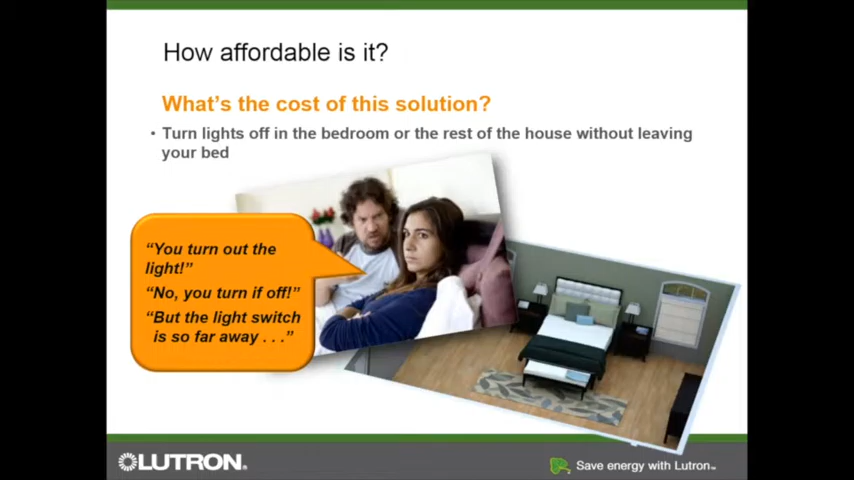 LUTRON
How affordable is it?
What's the cost of this solution?
• Turn lights off in the bedroom or the rest of the house without leaving
your bed
“You turn out the
light!”
“No, you turn if off!”
“But the light switch
is so far away . . .”
LUTRON.
Save energy with Lutron™